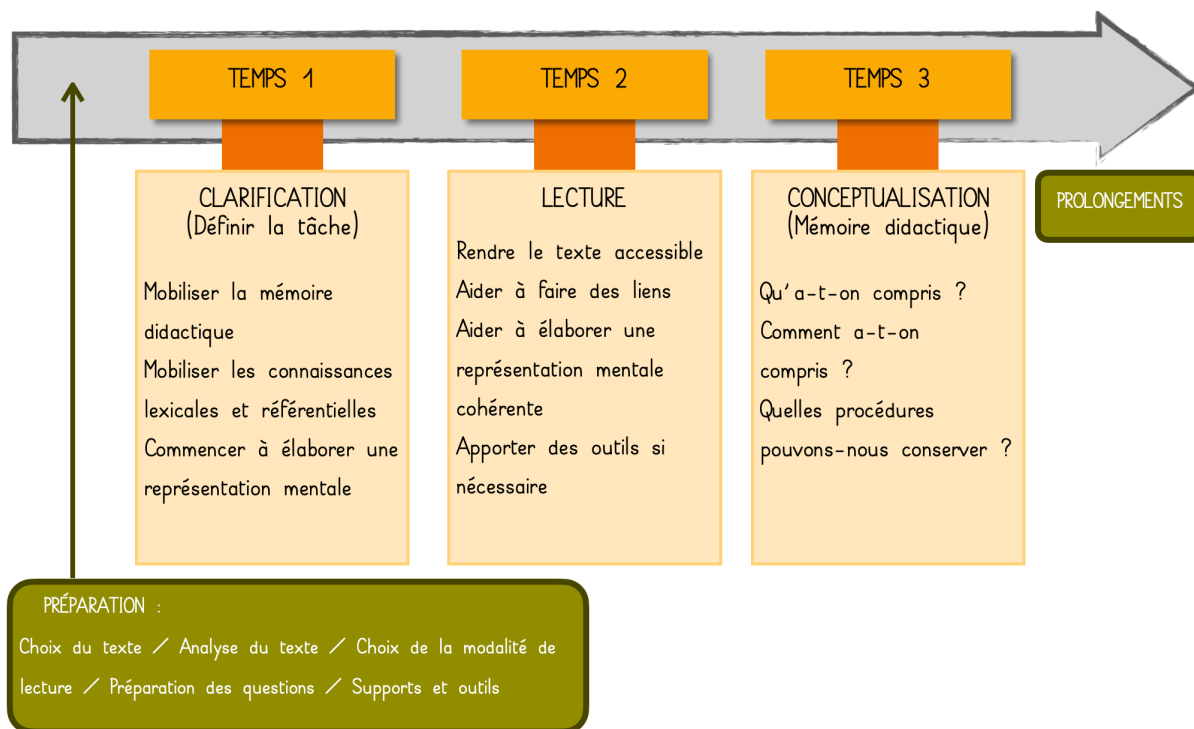 TEMPS 1
TEMPS 2
TEMPS 3
CLARIFICATION
(Définir la tâche)
Mobiliser la mémoire
didactique
Mobiliser les connaissances
lexicales et référentielles
Commencer à élaborer une
représentation mentale
LECTURE
Rendre le texte accessible
Aider à faire des liens
Aider à élaborer une
représentation mentale
cohérente
Apporter des outils si
nécessaire
CONCEPTUALISATION
(Mémoire didactique)
Qu'a-t-on compris ?
Comment a-t-on
compris ?
Quelles procédures
pouvons-nous conserver ?
PROLONGEMENTS
PRÉPARATION :
Choix du texte / Analyse du texte / Choix de la modalité de
lecture / Préparation des questions / Supports et outils